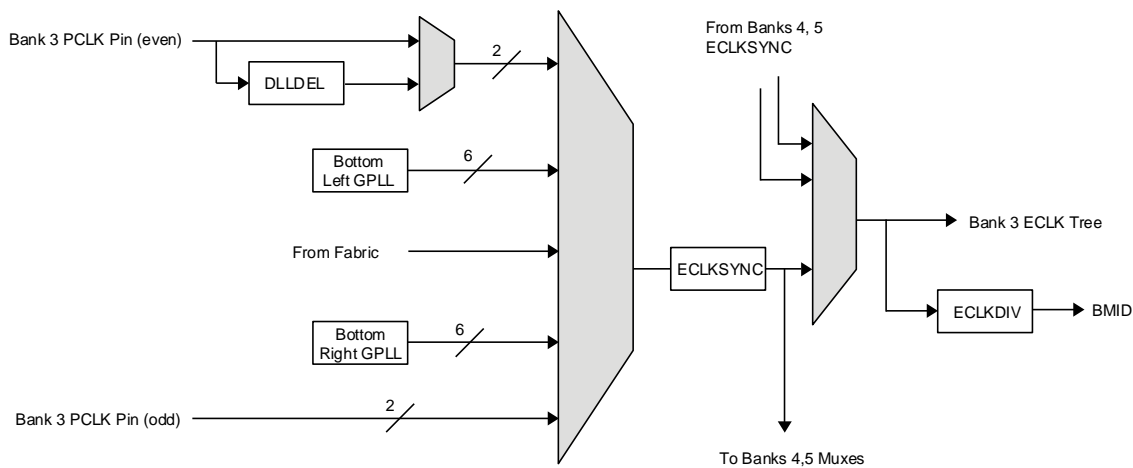 Bank 3 PCLK Pin (even)
DLLDEL
2
From Banks 4, 5
ECLKSYNC
Bottom
Left GPLL
6
From Fabric
ECLKSYNC
Bank 3 ECLK Tree
ECLKDIV
BMID
Bottom
Right GPLL
6
Bank 3 PCLK Pin (odd)
2
To Banks 4,5 Muxes